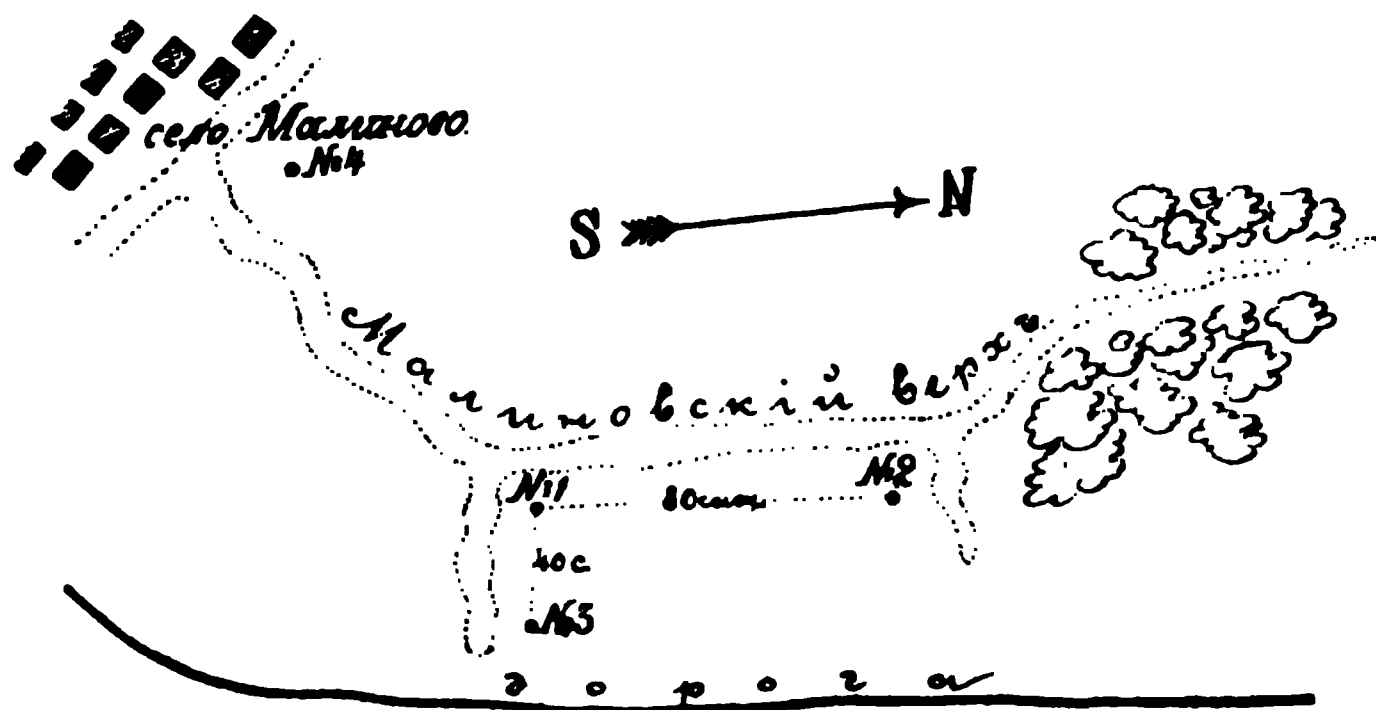 село Малиново.
№4
S N
Малиновскій верхъ
№1
80 саж.
№2
40 с
№3
дорога